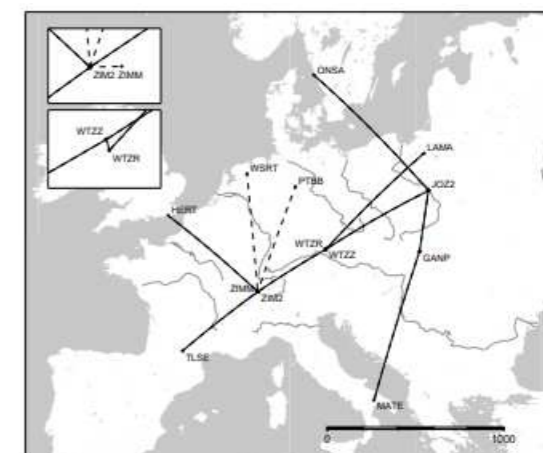 ONSA
ZIM2 ZIMM
WTZZ
WTZR
LAMA
WSRT
PTBB
JOZ2
HERT
WTZR
WTZZ
GANP
ZIMM
ZIM2
TLSE
MATE
0 1000